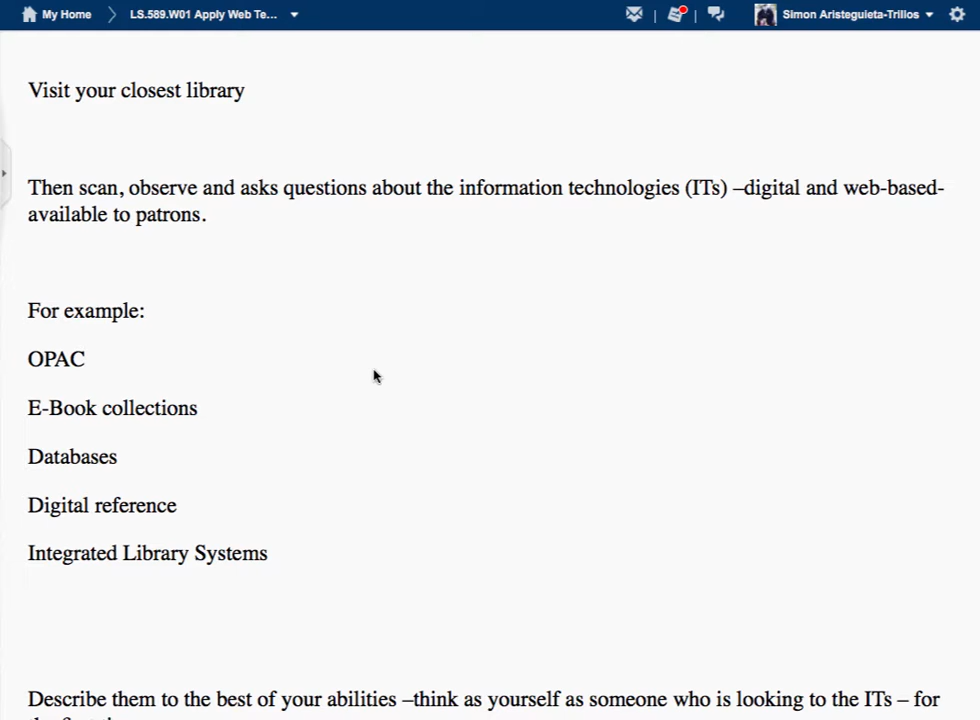 My Home LS.589.W01 Apply Web Te... Simon Aristeguieta-Trillos
Visit your closest library
Then scan, observe and asks questions about the information technologies (ITs) –digital and web-based-
available to patrons.
For example:
OPAC
E-Book collections
Databases
Digital reference
Integrated Library Systems
Describe them to the best of your abilities –think as yourself as someone who is looking to the ITs – for